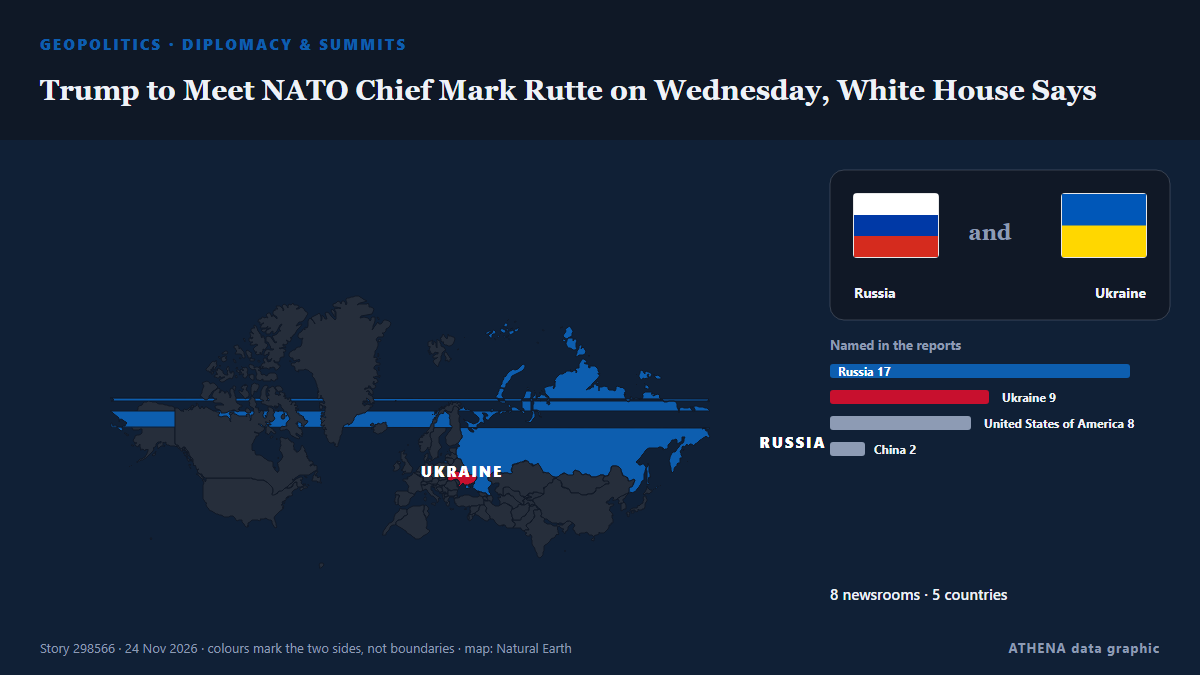 GEOPOLITICS · DIPLOMACY & SUMMITS
Trump to Meet NATO Chief Mark Rutte on Wednesday, White House Says
and
Russia
Ukraine
Named in the reports
Russia 17
Ukraine 9
United States of America 8
China 2
RUSSIA
UKRAINE
8 newsrooms · 5 countries
Story 298566 · 24 Nov 2026 · colours mark the two sides, not boundaries · map: Natural Earth
ATHENA data graphic